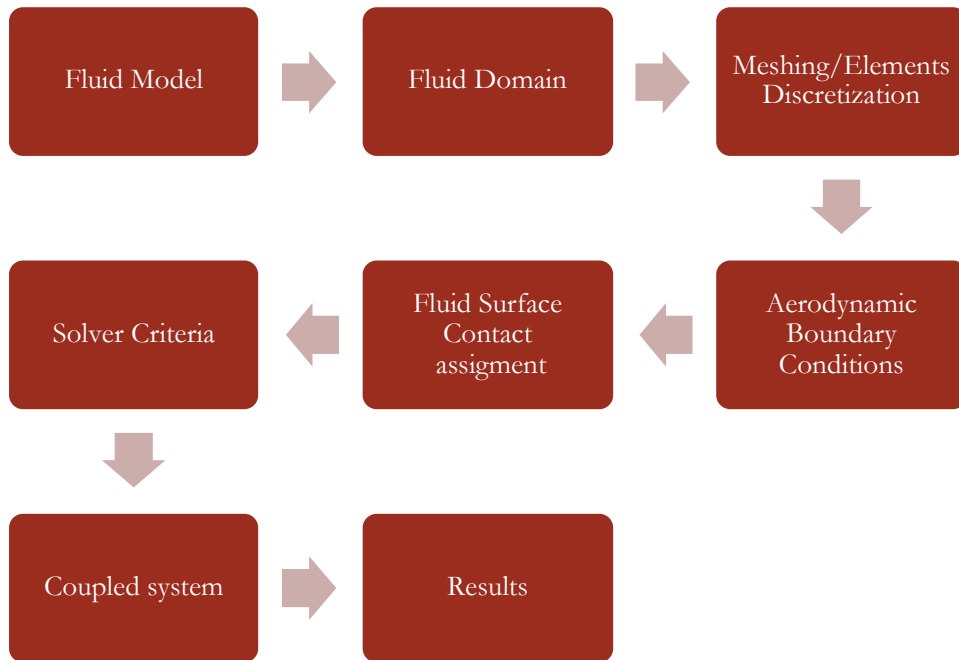 Fluid Model
Fluid Domain
Meshing/Elements
Discretization
Aerodynamic
Boundary
Conditions
Fluid Surface
Contact
assigment
Solver Criteria
Coupled system
Results